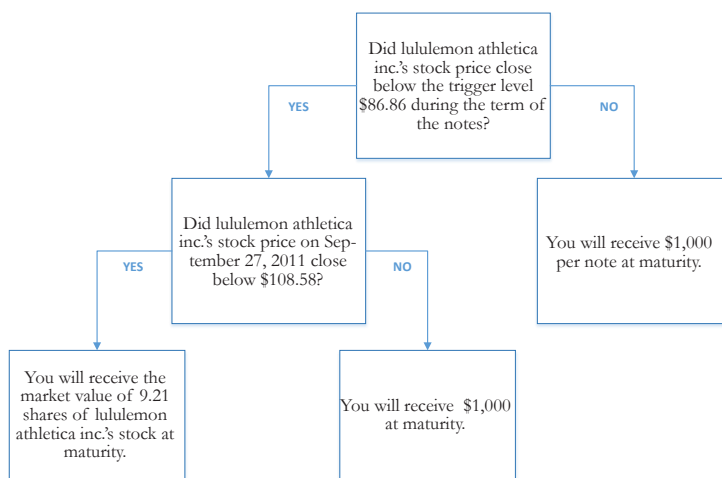 Did lululemon athletica
inc.'s stock price close
below the trigger level
$86.86 during the term of
the notes?
YES
NO
Did lululemon athletica
inc.'s stock price on Sep-
tember 27, 2011 close
below $108.58?
You will receive $1,000
per note at maturity.
YES
NO
You will receive the
market value of 9.21
shares of lululemon
athletica inc.'s stock at
maturity.
You will receive $1,000
at maturity.